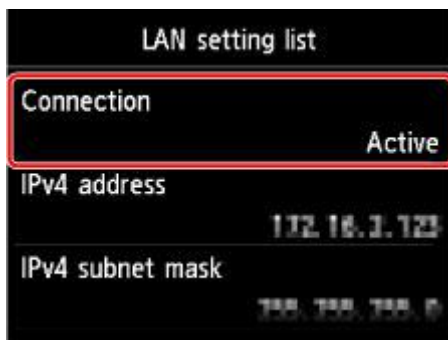 LAN setting list
Connection
Active
IPv4 address
IPv4 subnet mask